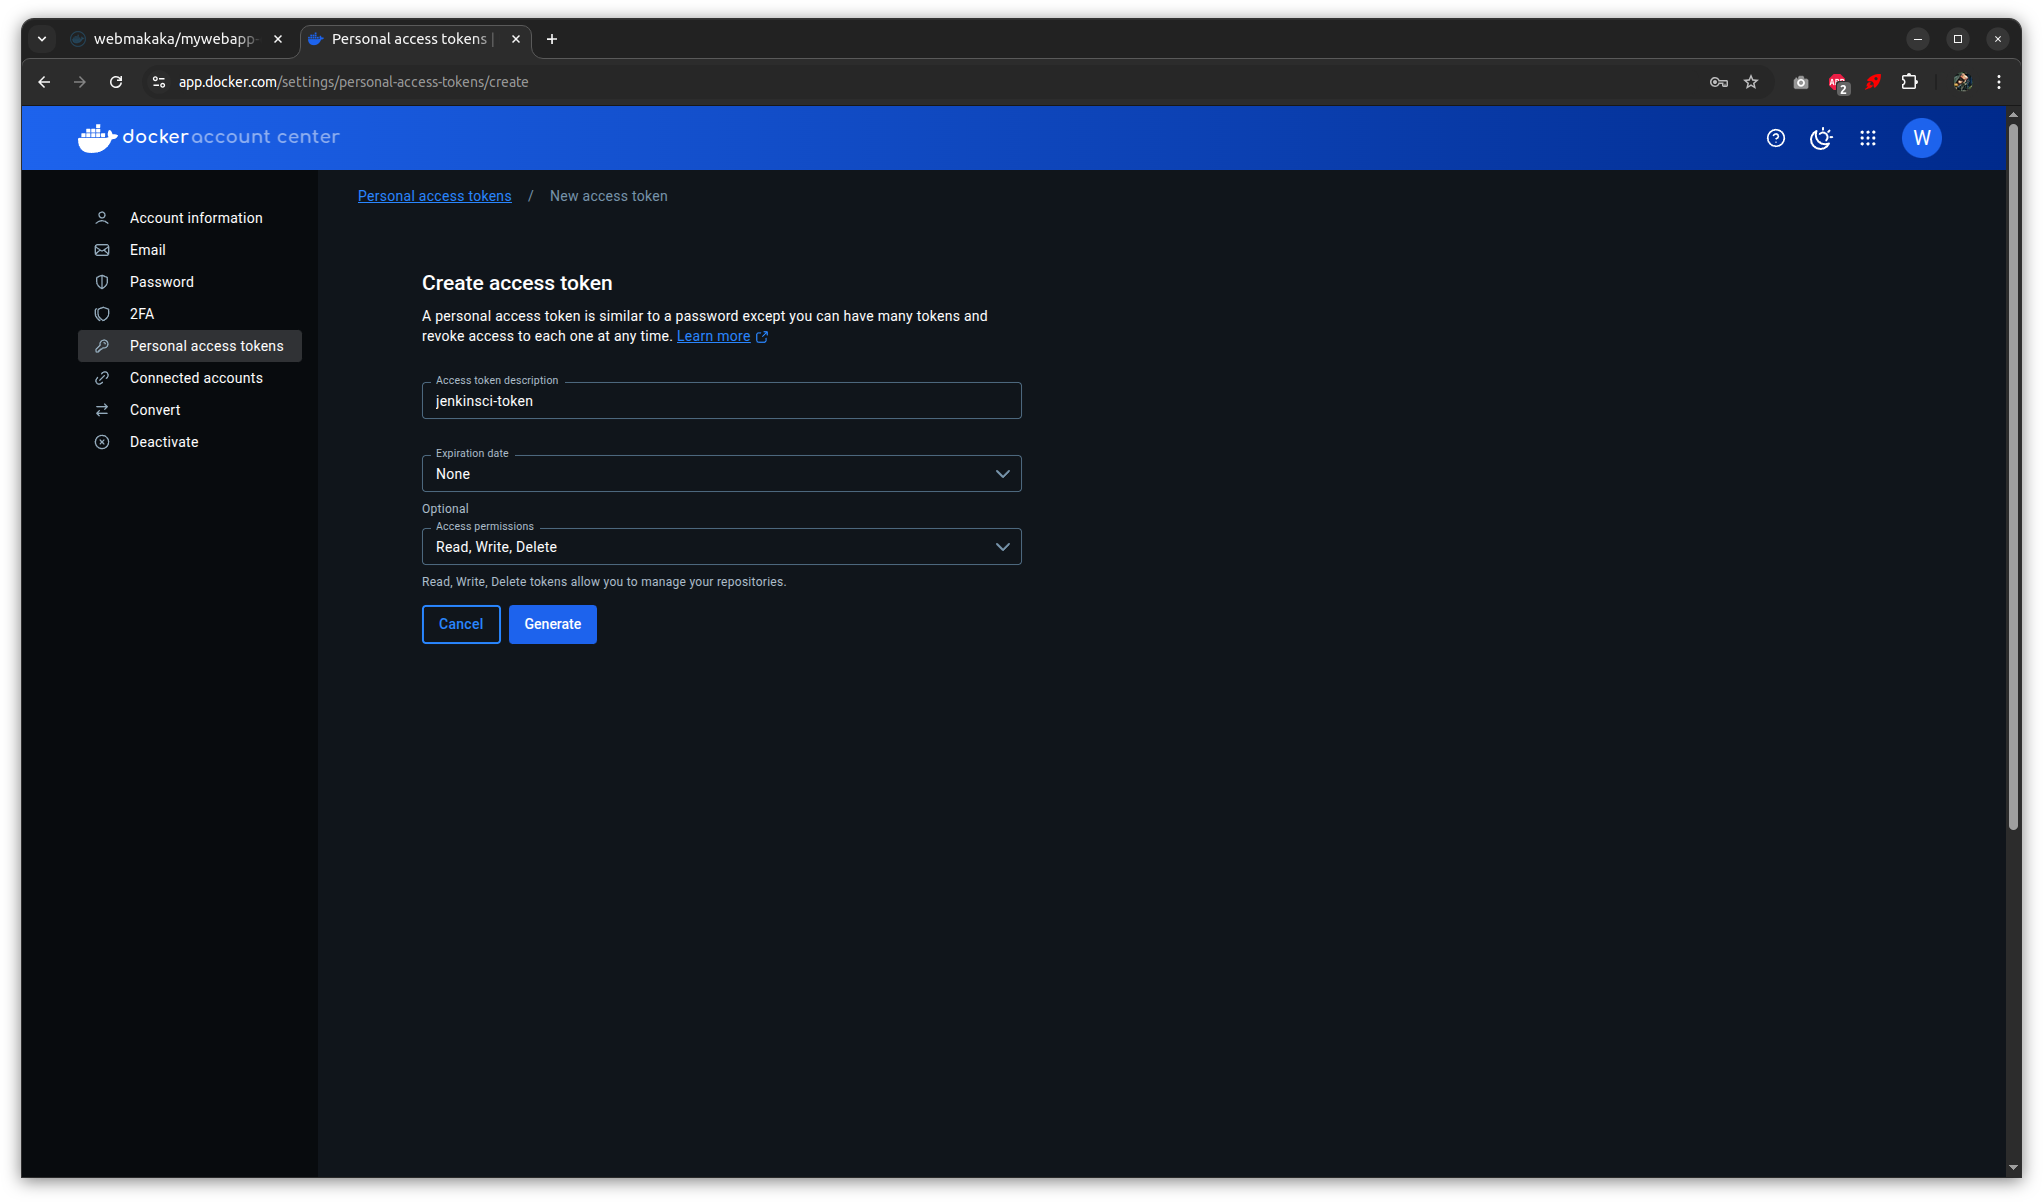 webmakaka/mywebapp-
Personal access tokens |
app.docker.com/settings/personal-access-tokens/create
ABP
2
docker account center
W
Personal access tokens / New access token
Account information
Email
Password
2FA
Personal access tokens
Connected accounts
Convert
Deactivate
Create access token
A personal access token is similar to a password except you can have many tokens and
revoke access to each one at any time. Learn more
Access token description
jenkinsci-token
Expiration date
None
Optional
Access permissions
Read, Write, Delete
Read, Write, Delete tokens allow you to manage your repositories.
Cancel
Generate